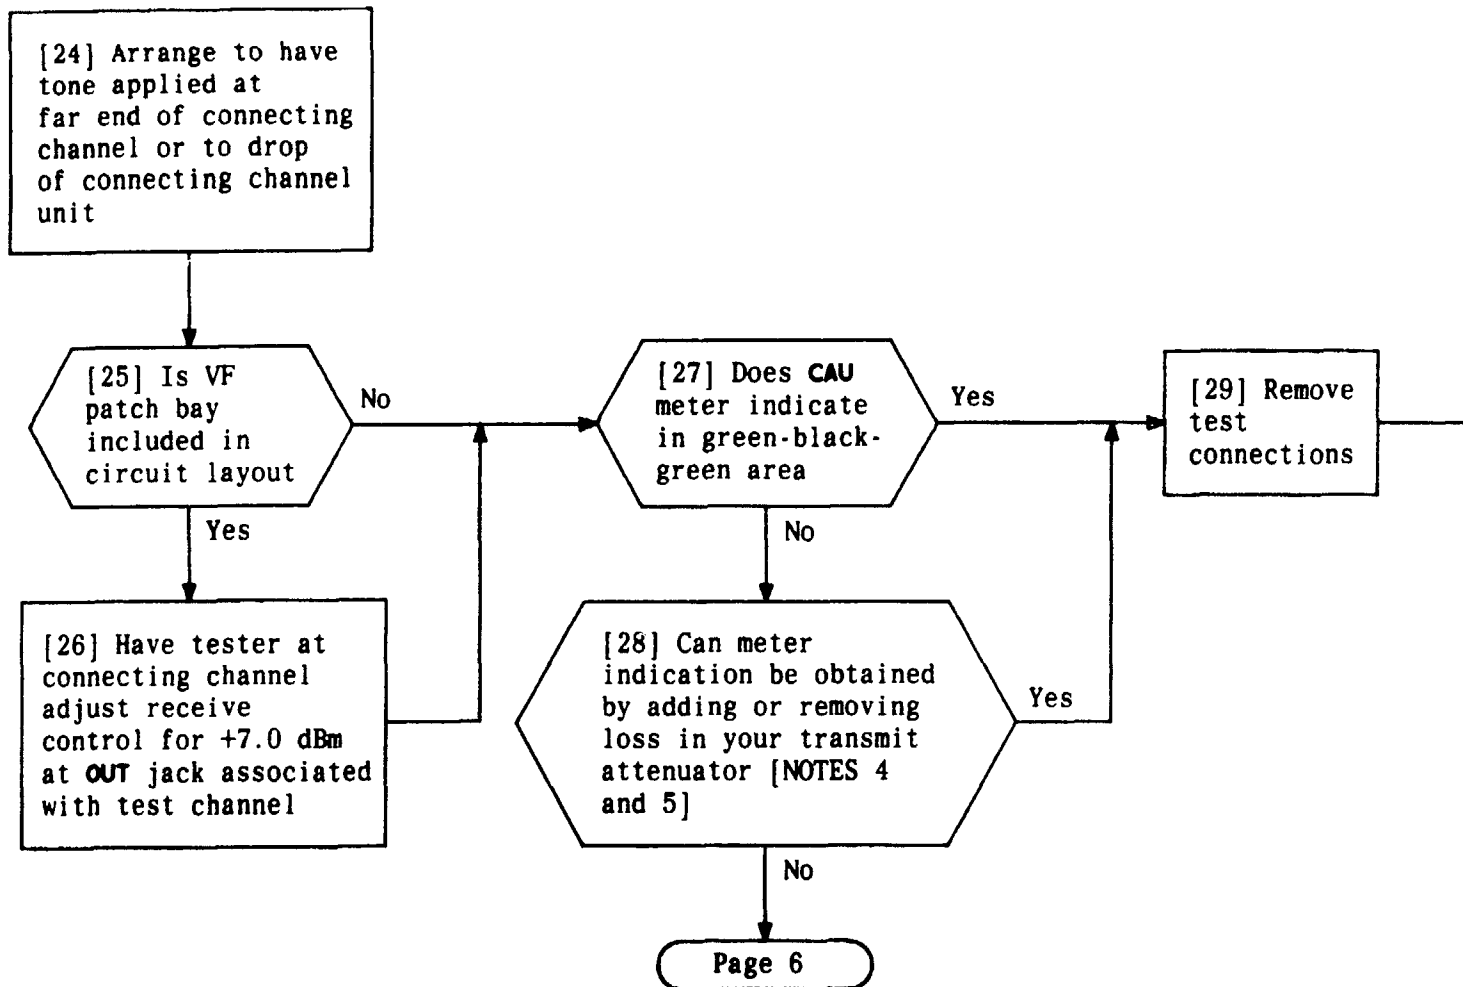 [24] Arrange to have
tone applied at
far end of connecting
channel or to drop
of connecting channel
unit
[25] Is VF
patch bay
included in
circuit layout
No
Yes
[26] Have tester at
connecting channel
adjust receive
control for +7.0 dBm
at OUT jack associated
with test channel
[27] Does CAU
meter indicate
in green-black-
green area
Yes
No
[28] Can meter
indication be obtained
by adding or removing
loss in your transmit
attenuator [NOTES 4
and 5]
Yes
No
[29] Remove
test
connections
Page 6